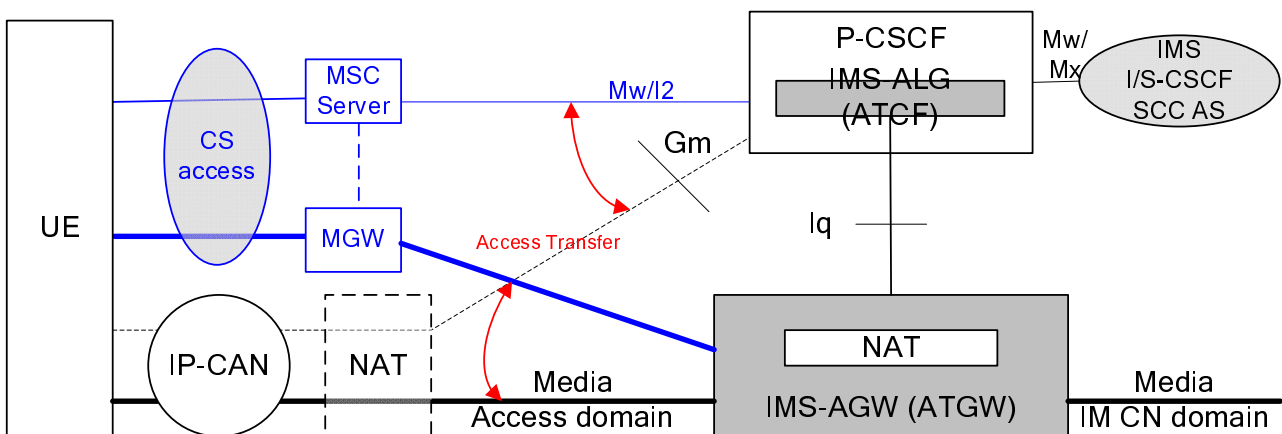 P-CSCF
IMS-ALG
(ATCF)
Mw/
Mx
IMS
I/S-CSCF
SCC AS
MSC
Server
Mw/I2
CS
access
Gm
UE
MGW
Access Transfer
Iq
IP-CAN
NAT
Media
Access domain
NAT
IMS-AGW (ATGW)
Media
IM CN domain